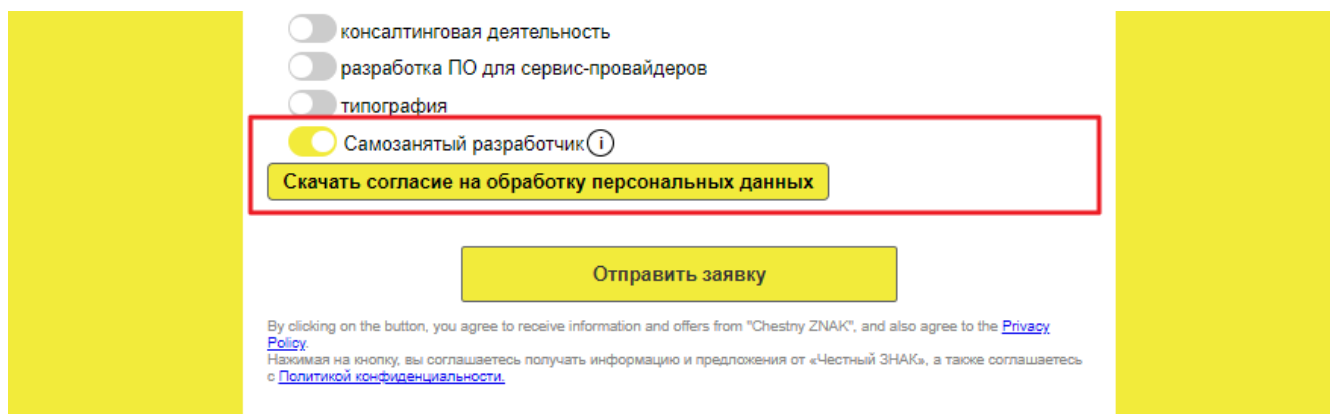 консалтинговая деятельность
разработка ПО для сервис-провайдеров
типография
Самозанятый разработчик i
Скачать согласие на обработку персональных данных
Отправить заявку
By clicking on the button, you agree to receive information and offers from "Chestny ZNAK", and also agree to the Privacy
Policy.
Нажимая на кнопку, вы соглашаетесь получать информацию и предложения от «Честный ЗНАК», а также соглашаетесь
с Политикой конфиденциальности.